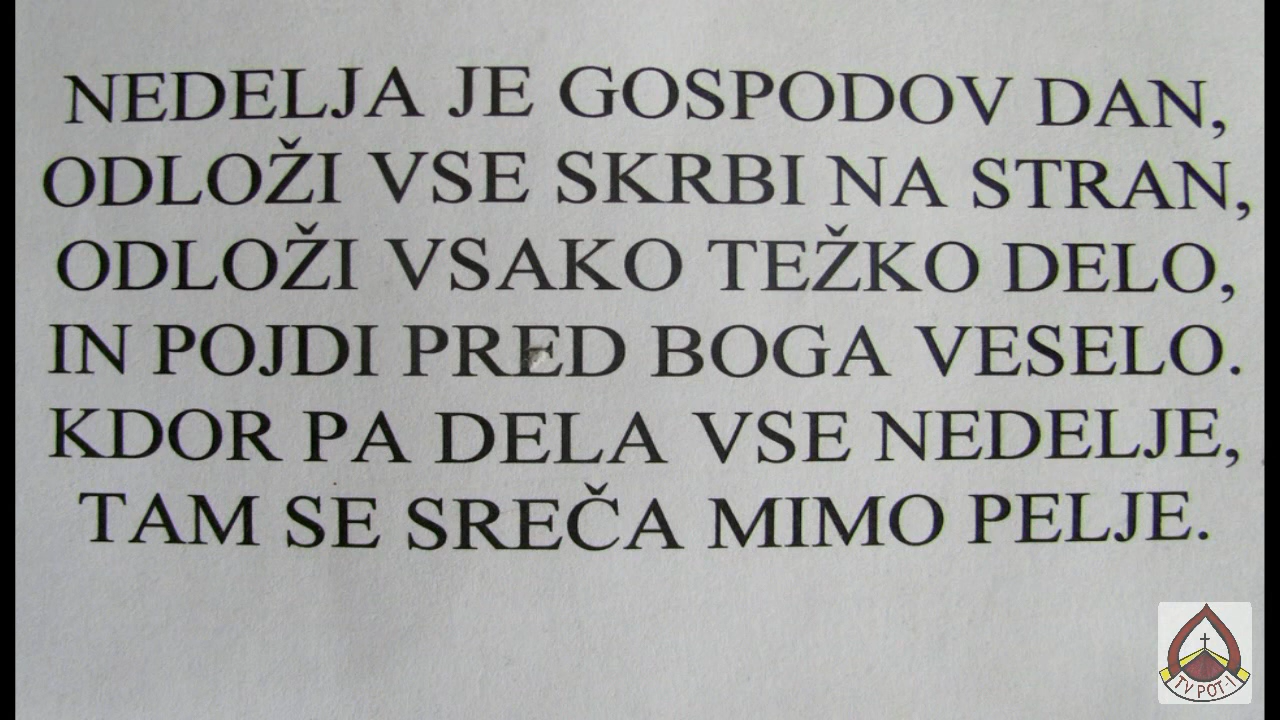 NEDELJA JE GOSPODOV DAN,
ODLOŽI VSE SKRBI NA STRAN,
ODLOŽI VSAKO TEŽKO DELO,
IN POJDI PRED BOGA VESELO.
KDOR PA DELA VSE NEDELJE,
TAM SE SREČA MIMO PELJE.
TV POT-1